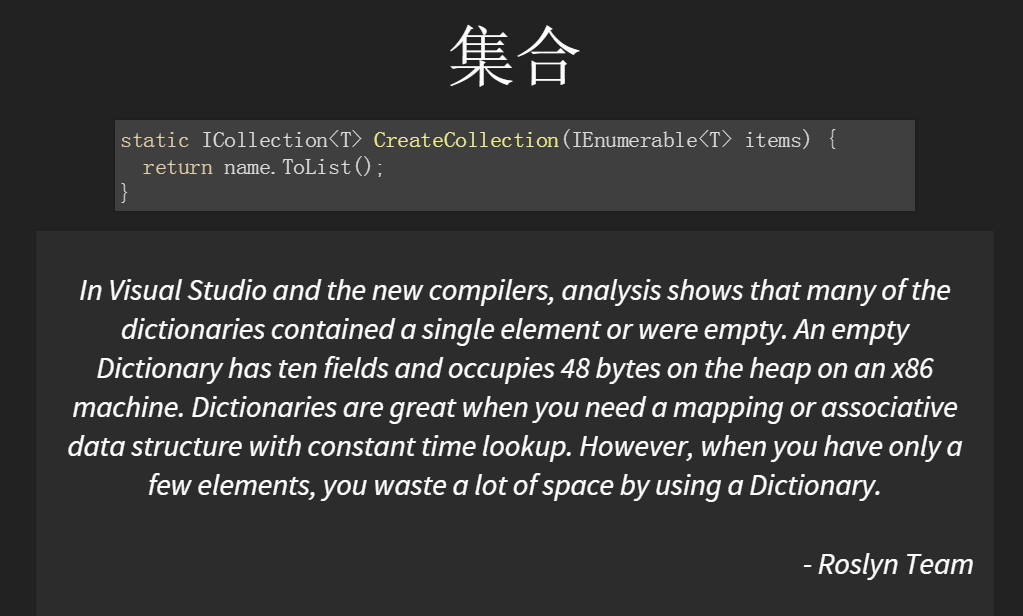 集合
static ICollection<T> CreateCollection(IEnumerable<T> items) {
  return name.ToList();
}
In Visual Studio and the new compilers, analysis shows that many of the
dictionaries contained a single element or were empty. An empty
Dictionary has ten fields and occupies 48 bytes on the heap on an x86
machine. Dictionaries are great when you need a mapping or associative
data structure with constant time lookup. However, when you have only a
few elements, you waste a lot of space by using a Dictionary.
- Roslyn Team